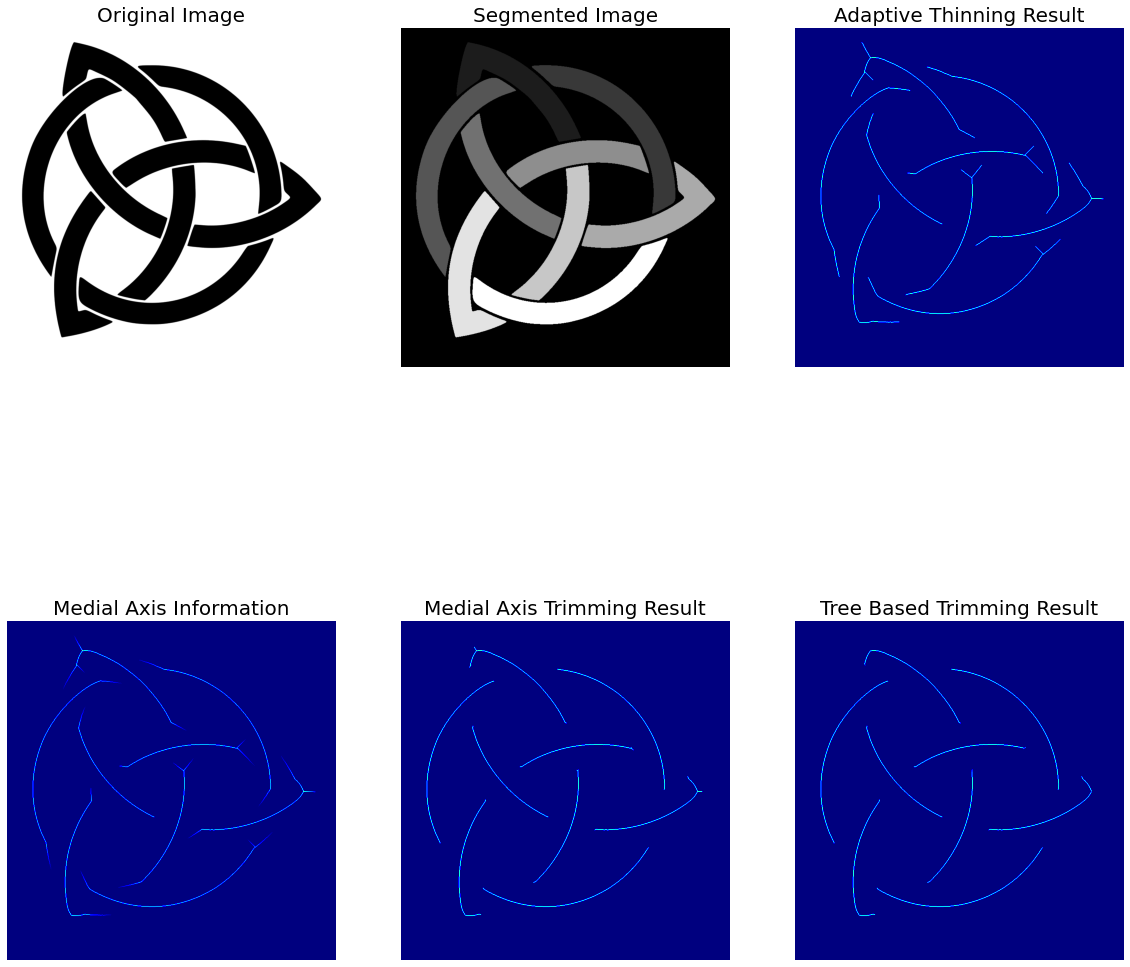 Original Image
Segmented Image
Adaptive Thinning Result
Medial Axis Information
Medial Axis Trimming Result
Tree Based Trimming Result